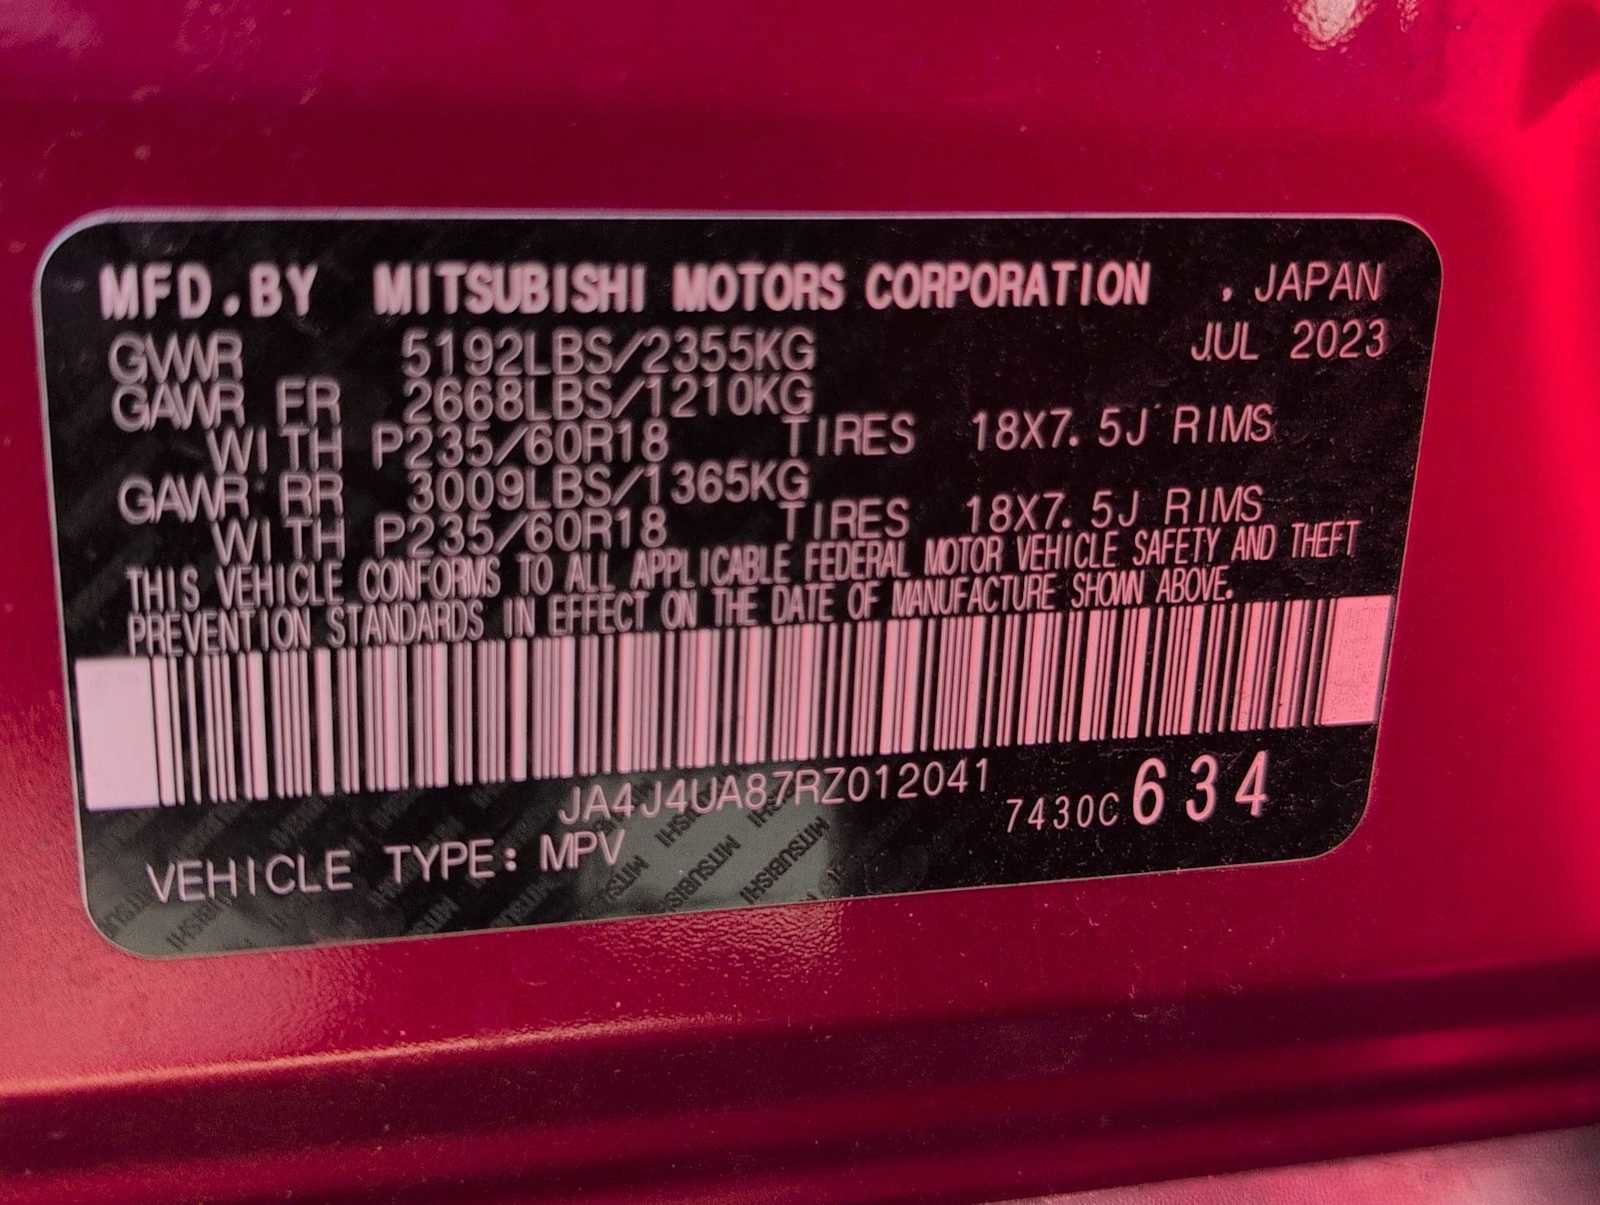 MFD.BY MITSUBISHI MOTORS CORPORATION , JAPAN
GVWR 5192LBS/2355KG JUL 2023
GAWR FR 2668LBS/1210KG
WITH P235/60R18 TIRES 18X7.5J RIMS
GAWR RR 3009LBS/1365KG
WITH P235/60R18 TIRES 18X7.5J RIMS
THIS VEHICLE CONFORMS TO ALL APPLICABLE FEDERAL MOTOR VEHICLE SAFETY AND THEFT
PREVENTION STANDARDS IN EFFECT ON THE DATE OF MANUFACTURE SHOWN ABOVE.
JA4J4UA87RZ012041 7430C 634
VEHICLE TYPE: MPV
MITSUBISHI MITSUBISHI MITSUBISHI